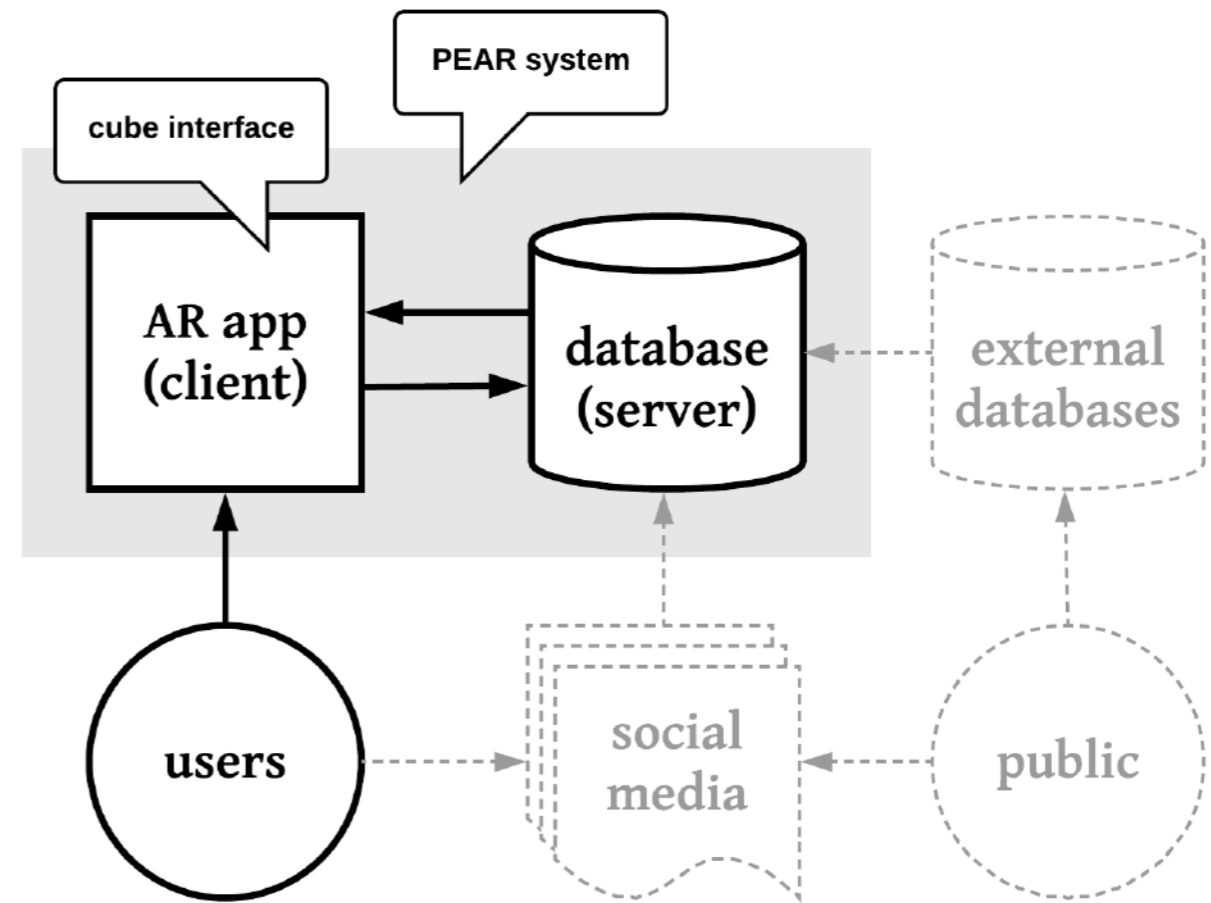 PEAR system
cube interface
AR app
(client)
database
(server)
external
databases
users
social
media
public